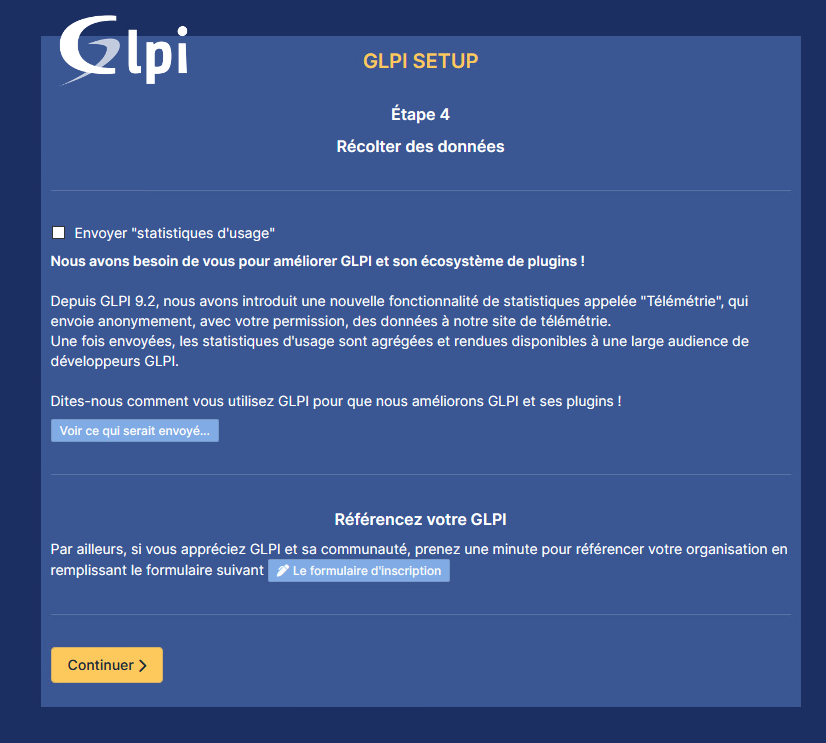 Glpi
GLPI SETUP
Étape 4
Récolter des données
Envoyer "statistiques d'usage"
Nous avons besoin de vous pour améliorer GLPI et son écosystème de plugins !
Depuis GLPI 9.2, nous avons introduit une nouvelle fonctionnalité de statistiques appelée "Télémétrie", qui
envoie anonymement, avec votre permission, des données à notre site de télémétrie.
Une fois envoyées, les statistiques d'usage sont agrégées et rendues disponibles à une large audience de
développeurs GLPI.
Dites-nous comment vous utilisez GLPI pour que nous améliorons GLPI et ses plugins !
Voir ce qui serait envoyé...
Référencez votre GLPI
Par ailleurs, si vous appréciez GLPI et sa communauté, prenez une minute pour référencer votre organisation en
remplissant le formulaire suivant Le formulaire d'inscription
Continuer